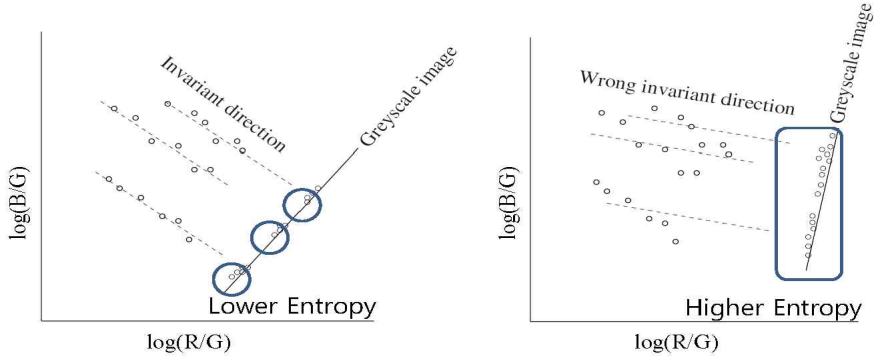 log(B/G)
Invariant direction
Greyscale image
Lower Entropy
log(R/G)
log(B/G)
Wrong invariant direction
Greyscale image
Higher Entropy
log(R/G)